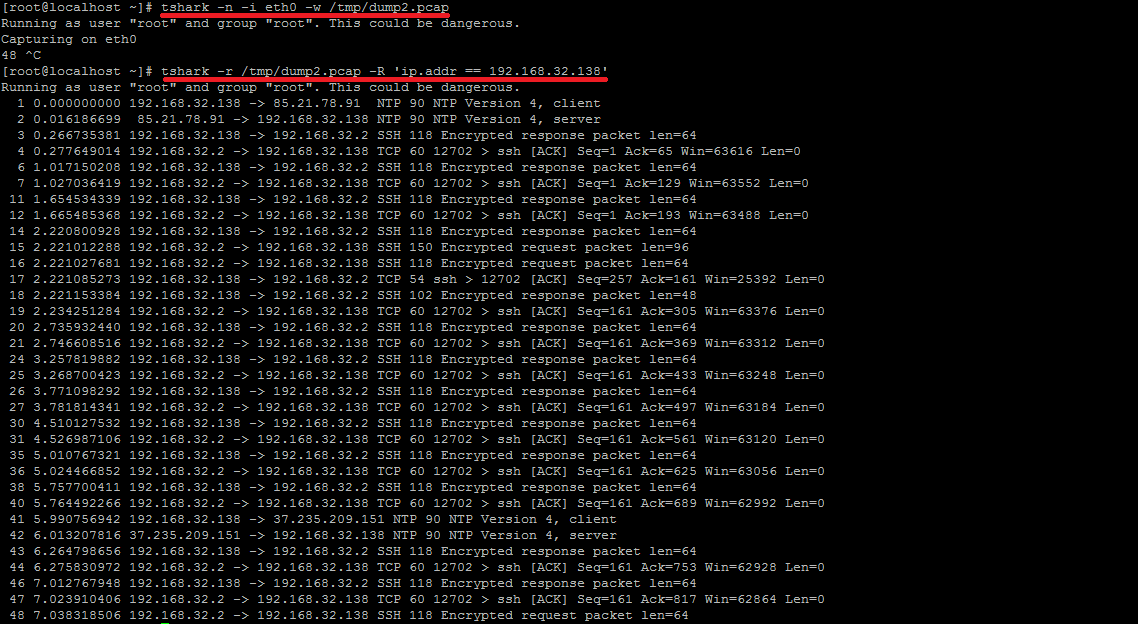 [root@localhost ~]# tshark -n -i eth0 -w /tmp/dump2.pcap
Running as user "root" and group "root". This could be dangerous.
Capturing on eth0
48 ^C
[root@localhost ~]# tshark -r /tmp/dump2.pcap -R 'ip.addr == 192.168.32.138'
Running as user "root" and group "root". This could be dangerous.
  1 0.000000000 192.168.32.138 -> 85.21.78.91  NTP 90 NTP Version 4, client
  2 0.016186699  85.21.78.91 -> 192.168.32.138 NTP 90 NTP Version 4, server
  3 0.266735381 192.168.32.138 -> 192.168.32.2 SSH 118 Encrypted response packet len=64
  4 0.277649014 192.168.32.2 -> 192.168.32.138 TCP 60 12702 > ssh [ACK] Seq=1 Ack=65 Win=63616 Len=0
  6 1.017150208 192.168.32.138 -> 192.168.32.2 SSH 118 Encrypted response packet len=64
  7 1.027036419 192.168.32.2 -> 192.168.32.138 TCP 60 12702 > ssh [ACK] Seq=1 Ack=129 Win=63552 Len=0
 11 1.654534339 192.168.32.138 -> 192.168.32.2 SSH 118 Encrypted response packet len=64
 12 1.665485368 192.168.32.2 -> 192.168.32.138 TCP 60 12702 > ssh [ACK] Seq=1 Ack=193 Win=63488 Len=0
 14 2.220800928 192.168.32.138 -> 192.168.32.2 SSH 118 Encrypted response packet len=64
 15 2.221012288 192.168.32.2 -> 192.168.32.138 SSH 150 Encrypted request packet len=96
 16 2.221027681 192.168.32.2 -> 192.168.32.138 SSH 118 Encrypted request packet len=64
 17 2.221085273 192.168.32.138 -> 192.168.32.2 TCP 54 ssh > 12702 [ACK] Seq=257 Ack=161 Win=25392 Len=0
 18 2.221153384 192.168.32.138 -> 192.168.32.2 SSH 102 Encrypted response packet len=48
 19 2.234251284 192.168.32.2 -> 192.168.32.138 TCP 60 12702 > ssh [ACK] Seq=161 Ack=305 Win=63376 Len=0
 20 2.735932440 192.168.32.138 -> 192.168.32.2 SSH 118 Encrypted response packet len=64
 21 2.746608516 192.168.32.2 -> 192.168.32.138 TCP 60 12702 > ssh [ACK] Seq=161 Ack=369 Win=63312 Len=0
 24 3.257819882 192.168.32.138 -> 192.168.32.2 SSH 118 Encrypted response packet len=64
 25 3.268700423 192.168.32.2 -> 192.168.32.138 TCP 60 12702 > ssh [ACK] Seq=161 Ack=433 Win=63248 Len=0
 26 3.771098292 192.168.32.138 -> 192.168.32.2 SSH 118 Encrypted response packet len=64
 27 3.781814341 192.168.32.2 -> 192.168.32.138 TCP 60 12702 > ssh [ACK] Seq=161 Ack=497 Win=63184 Len=0
 30 4.510127532 192.168.32.138 -> 192.168.32.2 SSH 118 Encrypted response packet len=64
 31 4.526987106 192.168.32.2 -> 192.168.32.138 TCP 60 12702 > ssh [ACK] Seq=161 Ack=561 Win=63120 Len=0
 35 5.010767321 192.168.32.138 -> 192.168.32.2 SSH 118 Encrypted response packet len=64
 36 5.024466852 192.168.32.2 -> 192.168.32.138 TCP 60 12702 > ssh [ACK] Seq=161 Ack=625 Win=63056 Len=0
 38 5.757700411 192.168.32.138 -> 192.168.32.2 SSH 118 Encrypted response packet len=64
 40 5.764492266 192.168.32.2 -> 192.168.32.138 TCP 60 12702 > ssh [ACK] Seq=161 Ack=689 Win=62992 Len=0
 41 5.990756942 192.168.32.138 -> 37.235.209.151 NTP 90 NTP Version 4, client
 42 6.013207816 37.235.209.151 -> 192.168.32.138 NTP 90 NTP Version 4, server
 43 6.264798656 192.168.32.138 -> 192.168.32.2 SSH 118 Encrypted response packet len=64
 44 6.275830972 192.168.32.2 -> 192.168.32.138 TCP 60 12702 > ssh [ACK] Seq=161 Ack=753 Win=62928 Len=0
 46 7.012767948 192.168.32.138 -> 192.168.32.2 SSH 118 Encrypted response packet len=64
 47 7.023910406 192.168.32.2 -> 192.168.32.138 TCP 60 12702 > ssh [ACK] Seq=161 Ack=817 Win=62864 Len=0
 48 7.038318506 192.168.32.2 -> 192.168.32.138 SSH 118 Encrypted request packet len=64